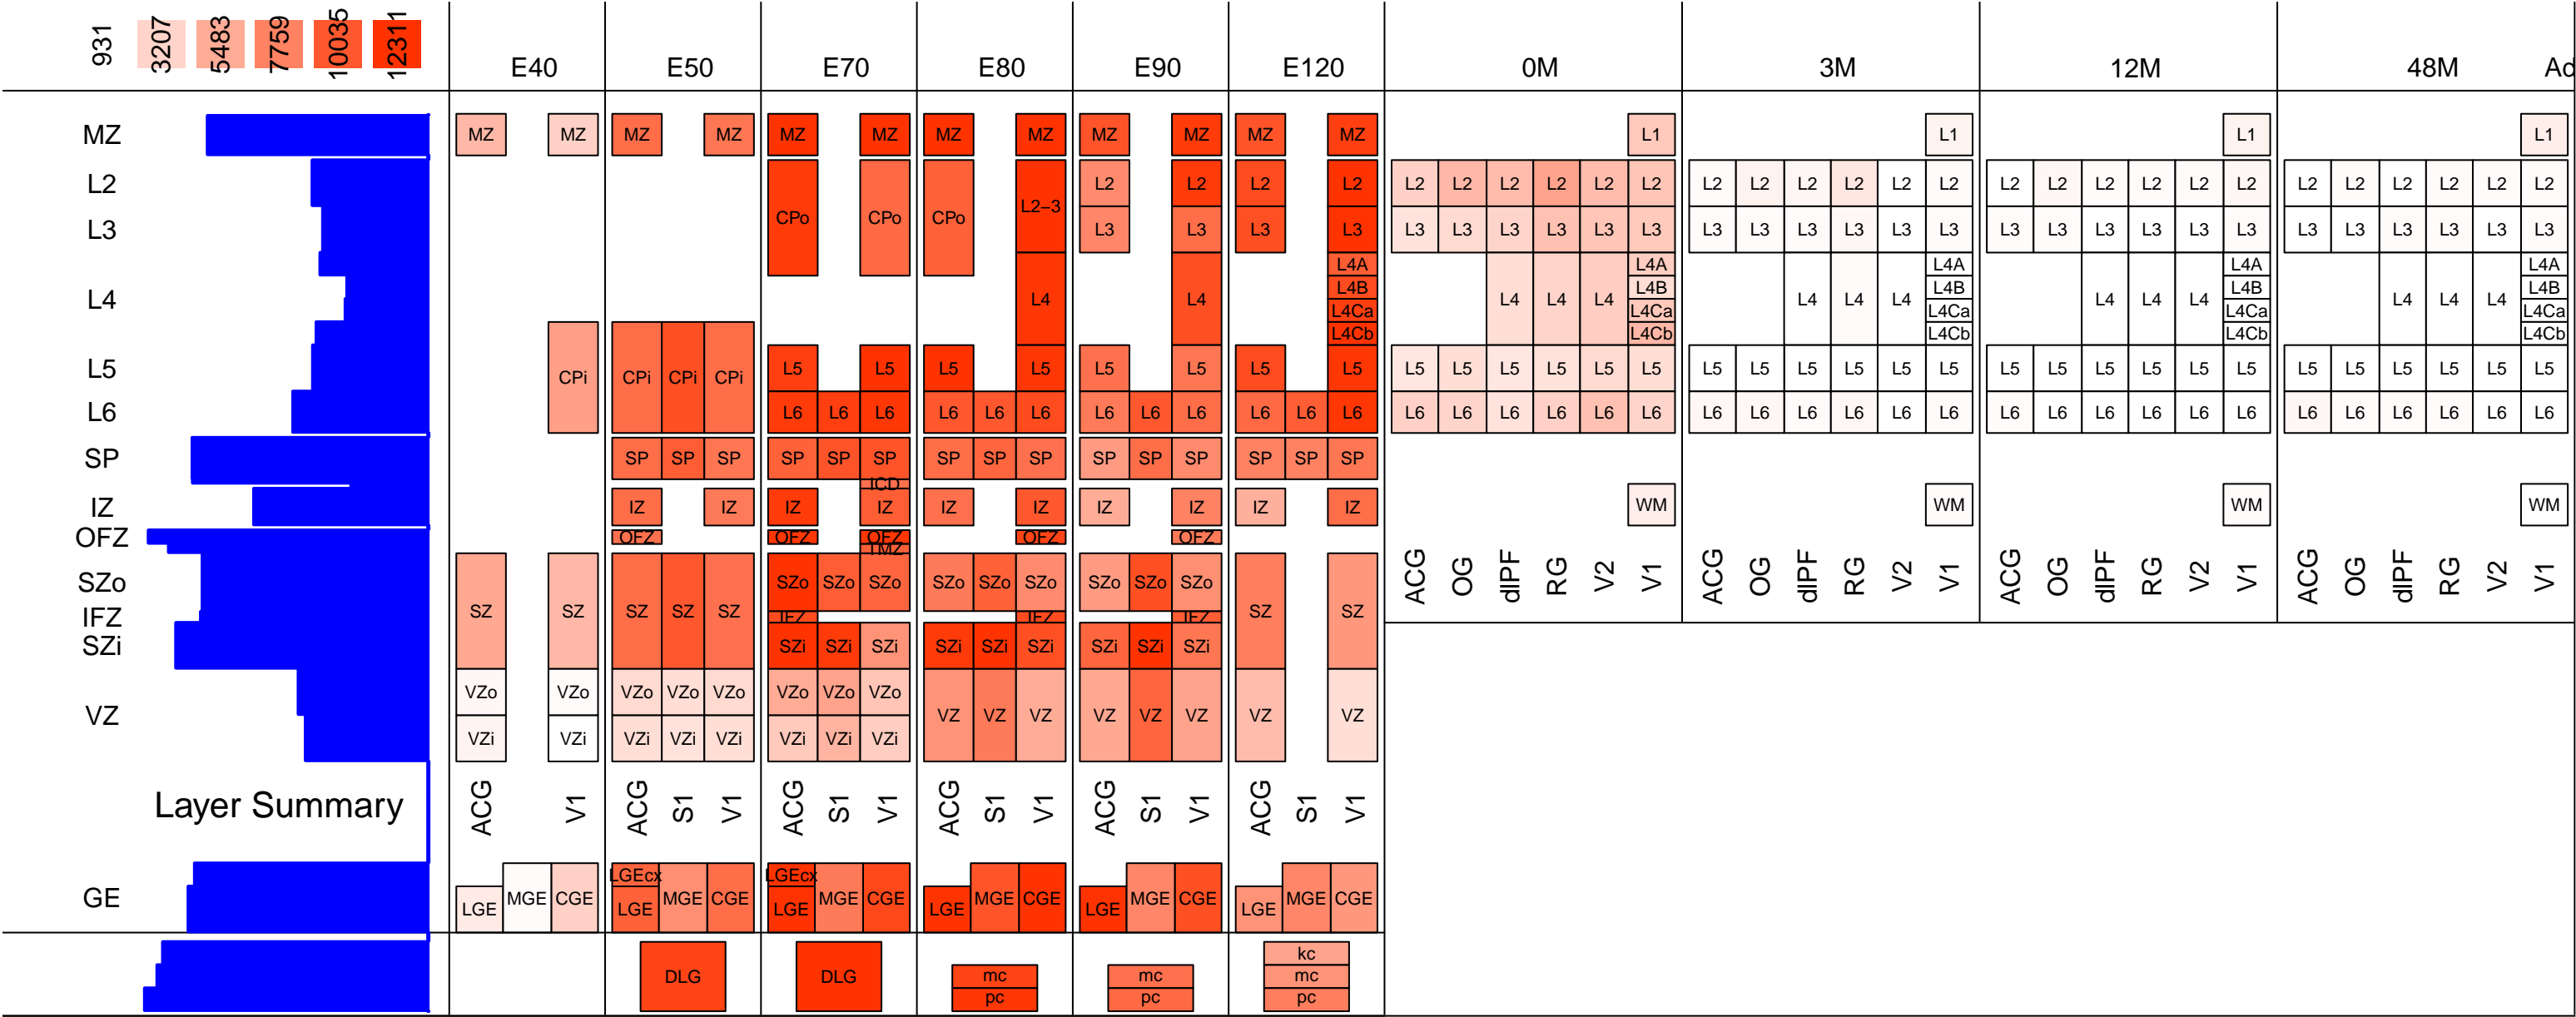 931 3207 5483 7759 10035 12311
E40 E50 E70 E80 E90 E120 0M 3M 12M 48M Ad
MZ MZ MZ MZ MZ MZ MZ MZ MZ MZ MZ MZ MZ L1 L1 L1 L1
L2 L2 L2 L2 L2 L2 L2 L2 L2 L2 L2 L2 L2 L2 L2 L2 L2 L2 L2 L2 L2 L2 L2 L2 L2 L2 L2 L2 L2
CPo CPo CPo L2–3
L3 L3 L3 L3 L3 L3 L3 L3 L3 L3 L3 L3 L3 L3 L3 L3 L3 L3 L3 L3 L3 L3 L3 L3 L3 L3 L3 L3 L3
L4A L4A L4A L4A L4A
L4B L4B L4B L4B L4B
L4 L4 L4 L4 L4 L4 L4 L4 L4 L4 L4 L4 L4 L4 L4
L4Ca L4Ca L4Ca L4Ca L4Ca
L4Cb L4Cb L4Cb L4Cb L4Cb
L5 L5 L5 L5 L5 L5 L5 L5 L5 L5 L5 L5 L5 L5 L5 L5 L5 L5 L5 L5 L5 L5 L5 L5 L5 L5 L5 L5 L5 L5 L5 L5 L5
CPi CPi CPi CPi
L6 L6 L6 L6 L6 L6 L6 L6 L6 L6 L6 L6 L6 L6 L6 L6 L6 L6 L6 L6 L6 L6 L6 L6 L6 L6 L6 L6 L6 L6 L6 L6 L6 L6 L6 L6 L6
SP SP SP SP SP SP SP SP SP SP SP SP SP SP SP SP
ICD
IZ IZ IZ IZ IZ IZ IZ IZ IZ IZ IZ WM WM WM WM
OFZ OFZ OFZ OFZ OFZ OFZ
TMZ
SZo SZo SZo SZo SZo SZo SZo SZo SZo SZo
ACG OG dlPF RG V2 V1 ACG OG dlPF RG V2 V1 ACG OG dlPF RG V2 V1 ACG OG dlPF RG V2 V1
SZ SZ SZ SZ SZ SZ SZ
IFZ IFZ IFZ IFZ
SZi SZi SZi SZi SZi SZi SZi SZi SZi SZi
VZo VZo VZo VZo VZo VZo VZo VZo
VZ VZ VZ VZ VZ VZ VZ VZ VZ
VZi VZi VZi VZi VZi VZi VZi VZi
Layer Summary
ACG V1 ACG S1 V1 ACG S1 V1 ACG S1 V1 ACG S1 V1 ACG S1 V1
LGEcx LGEcx
GE MGE CGE MGE CGE MGE CGE MGE CGE MGE CGE MGE CGE
LGE LGE LGE LGE LGE LGE
kc
DLG DLG mc mc mc
pc pc pc